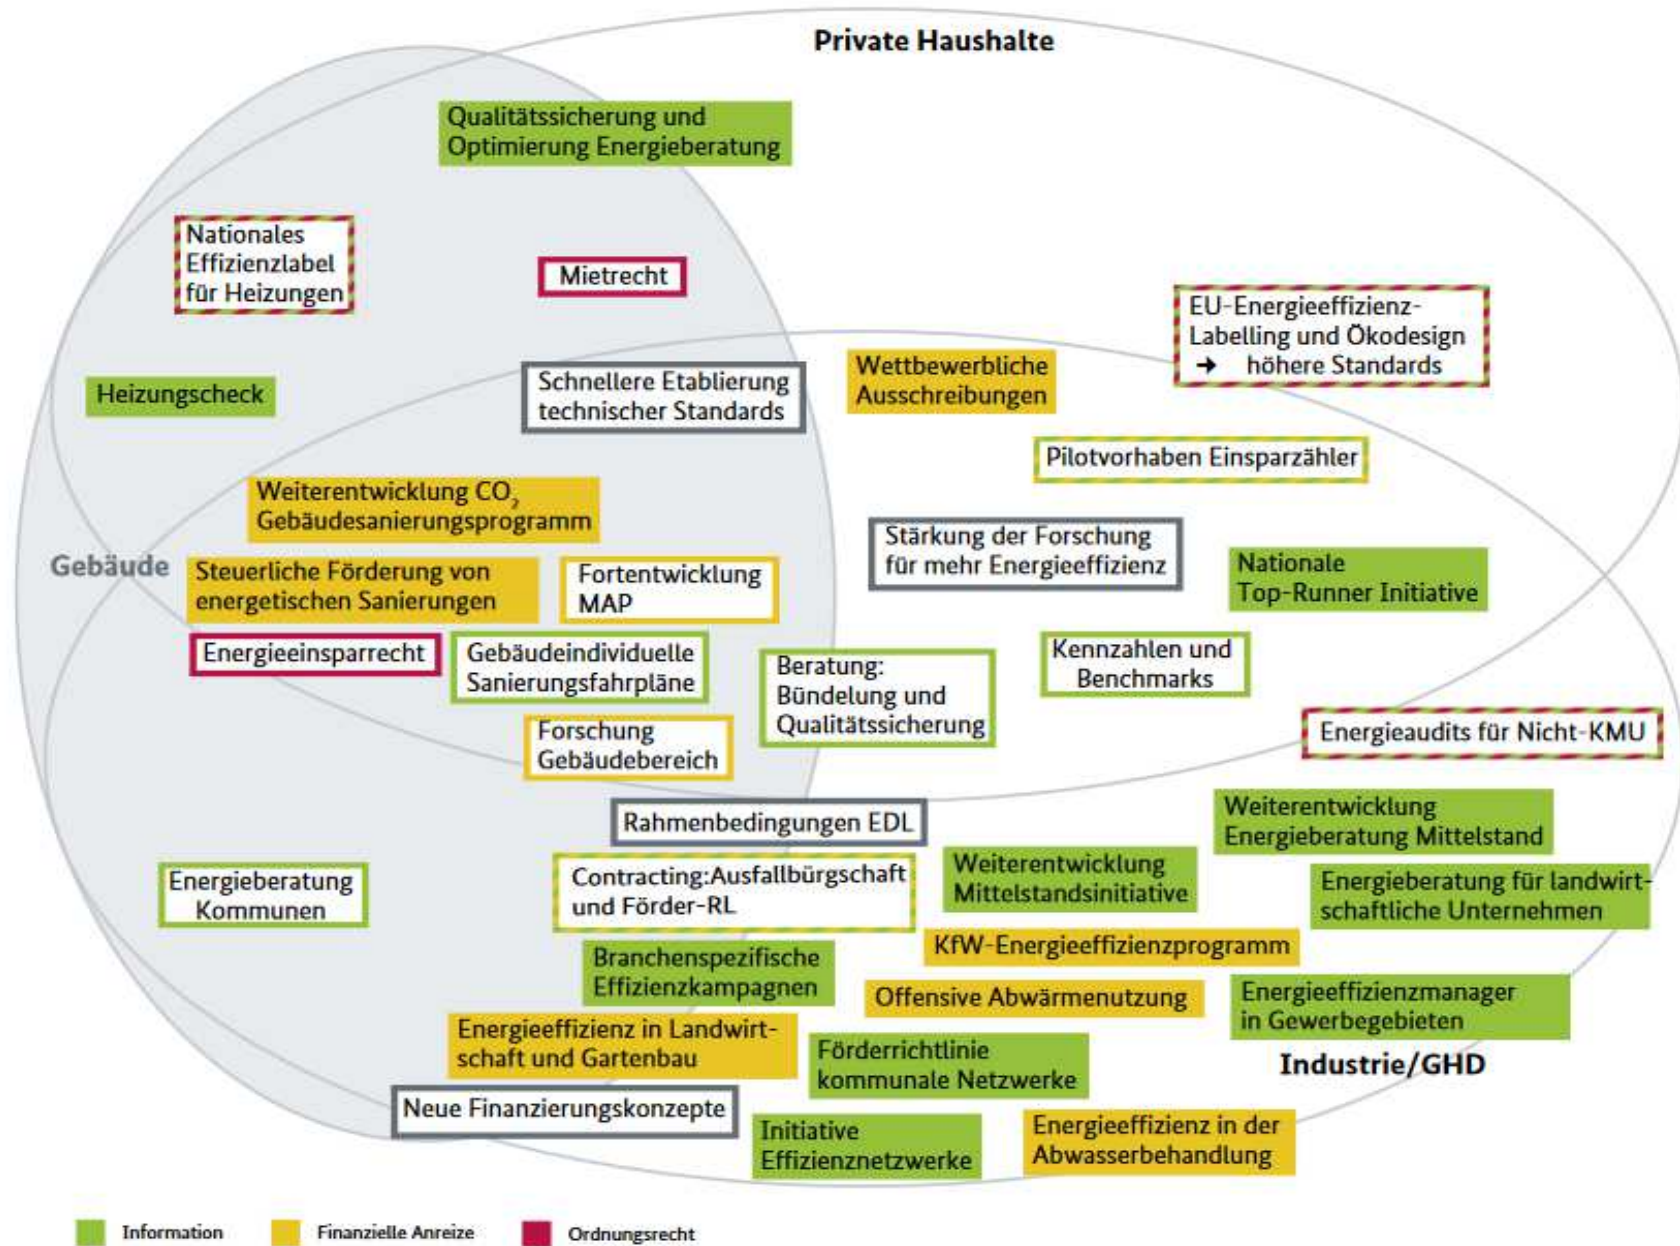 Private Haushalte
Qualitätssicherung und
Optimierung Energieberatung
Nationales
Effizienzlabel
für Heizungen
Mietrecht
EU-Energieeffizienz-
Labelling und Ökodesign
→ höhere Standards
Heizungscheck
Schnellere Etablierung
technischer Standards
Wettbewerbliche
Ausschreibungen
Pilotvorhaben Einsparzähler
Weiterentwicklung CO₂
Gebäudesanierungsprogramm
Stärkung der Forschung
für mehr Energieeffizienz
Gebäude
Steuerliche Förderung von
energetischen Sanierungen
Fortentwicklung
MAP
Nationale
Top-Runner Initiative
Energieeinsparrecht
Gebäudeindividuelle
Sanierungsfahrpläne
Beratung:
Bündelung und
Qualitätssicherung
Kennzahlen und
Benchmarks
Forschung
Gebäudebereich
Energieaudits für Nicht-KMU
Rahmenbedingungen EDL
Weiterentwicklung
Energieberatung Mittelstand
Energieberatung
Kommunen
Contracting:Ausfallbürgschaft
und Förder-RL
Weiterentwicklung
Mittelstandsinitiative
Energieberatung für landwirt-
schaftliche Unternehmen
Branchenspezifische
Effizienzkampagnen
KfW-Energieeffizienzprogramm
Offensive Abwärmenutzung
Energieeffizienzmanager
in Gewerbegebieten
Energieeffizienz in Landwirt-
schaft und Gartenbau
Förderrichtlinie
kommunale Netzwerke
Industrie/GHD
Neue Finanzierungskonzepte
Initiative
Effizienznetzwerke
Energieeffizienz in der
Abwasserbehandlung
Information
Finanzielle Anreize
Ordnungsrecht